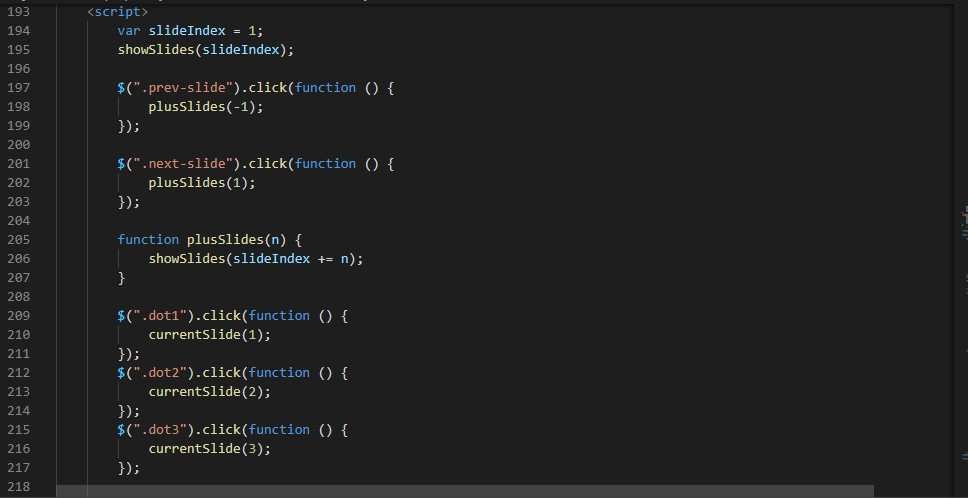 193 <script>
194 var slideIndex = 1;
195 showSlides(slideIndex);
196
197 $(".prev-slide").click(function () {
198 plusSlides(-1);
199 });
200
201 $(".next-slide").click(function () {
202 plusSlides(1);
203 });
204
205 function plusSlides(n) {
206 showSlides(slideIndex += n);
207 }
208
209 $(".dot1").click(function () {
210 currentSlide(1);
211 });
212 $(".dot2").click(function () {
213 currentSlide(2);
214 });
215 $(".dot3").click(function () {
216 currentSlide(3);
217 });
218